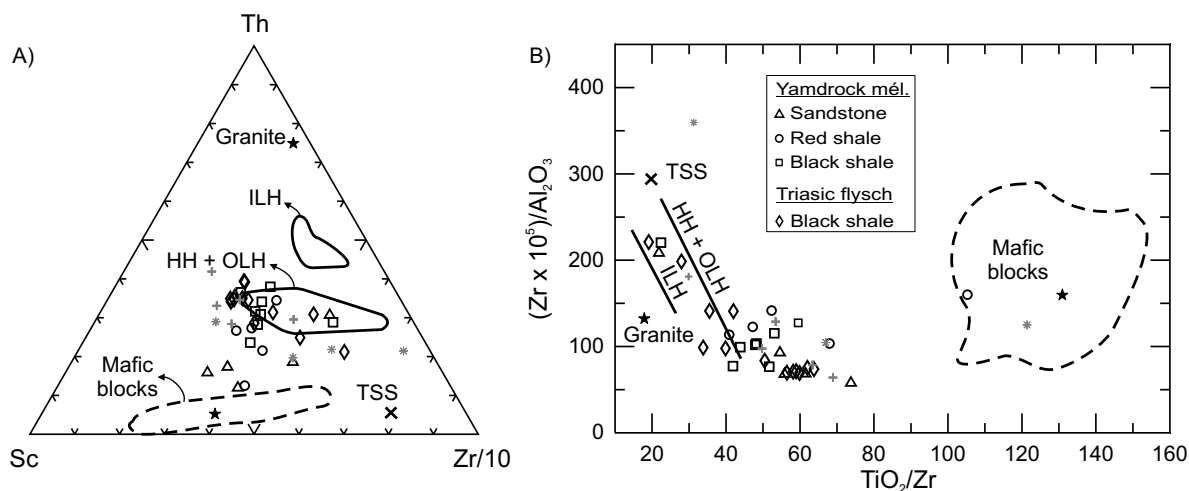 A)
Th
Granite
ILH
HH + OLH
Mafic
blocks
TSS
Sc
Zr/10
B)
(Zr x 10⁵)/Al₂O₃
400
300
200
100
0
Yamdrock mél.
Sandstone
Red shale
Black shale
Triasic flysch
Black shale
TSS
HH + OLH
ILH
Granite
Mafic
blocks
20 40 60 80 100 120 140 160
TiO₂/Zr